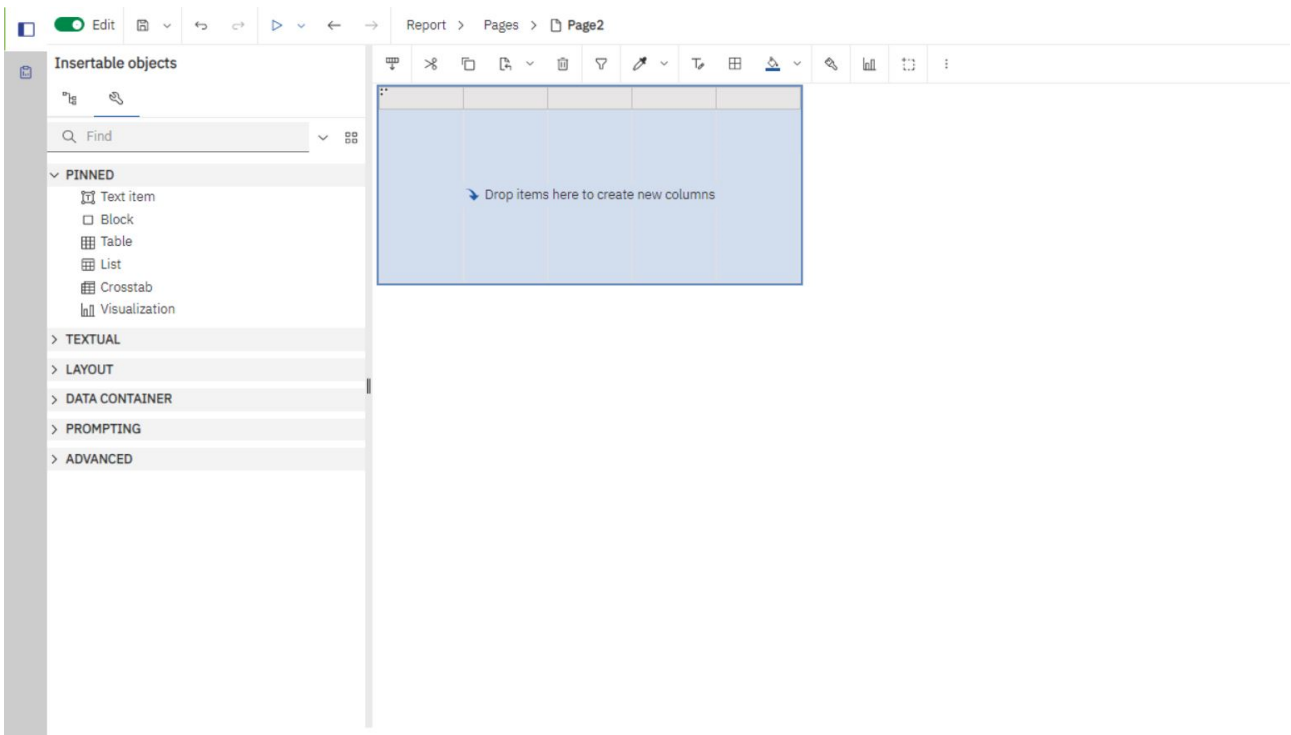 Edit
Report > Pages > Page2
Insertable objects
Find
PINNED
Text item
Block
Table
List
Crosstab
Visualization
TEXTUAL
LAYOUT
DATA CONTAINER
PROMPTING
ADVANCED
Drop items here to create new columns